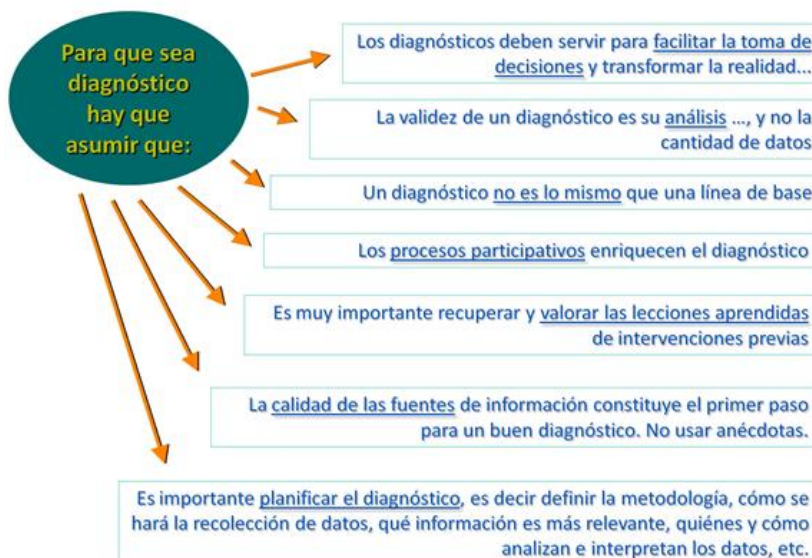 Para que sea
diagnóstico
hay que
asumir que:
Los diagnósticos deben servir para facilitar la toma de
decisiones y transformar la realidad...
La validez de un diagnóstico es su análisis ..., y no la
cantidad de datos
Un diagnóstico no es lo mismo que una línea de base
Los procesos participativos enriquecen el diagnóstico
Es muy importante recuperar y valorar las lecciones aprendidas
de intervenciones previas
La calidad de las fuentes de información constituye el primer paso
para un buen diagnóstico. No usar anécdotas.
Es importante planificar el diagnóstico, es decir definir la metodología, cómo se
hará la recolección de datos, qué información es más relevante, quiénes y cómo
analizan e interpretan los datos, etc.